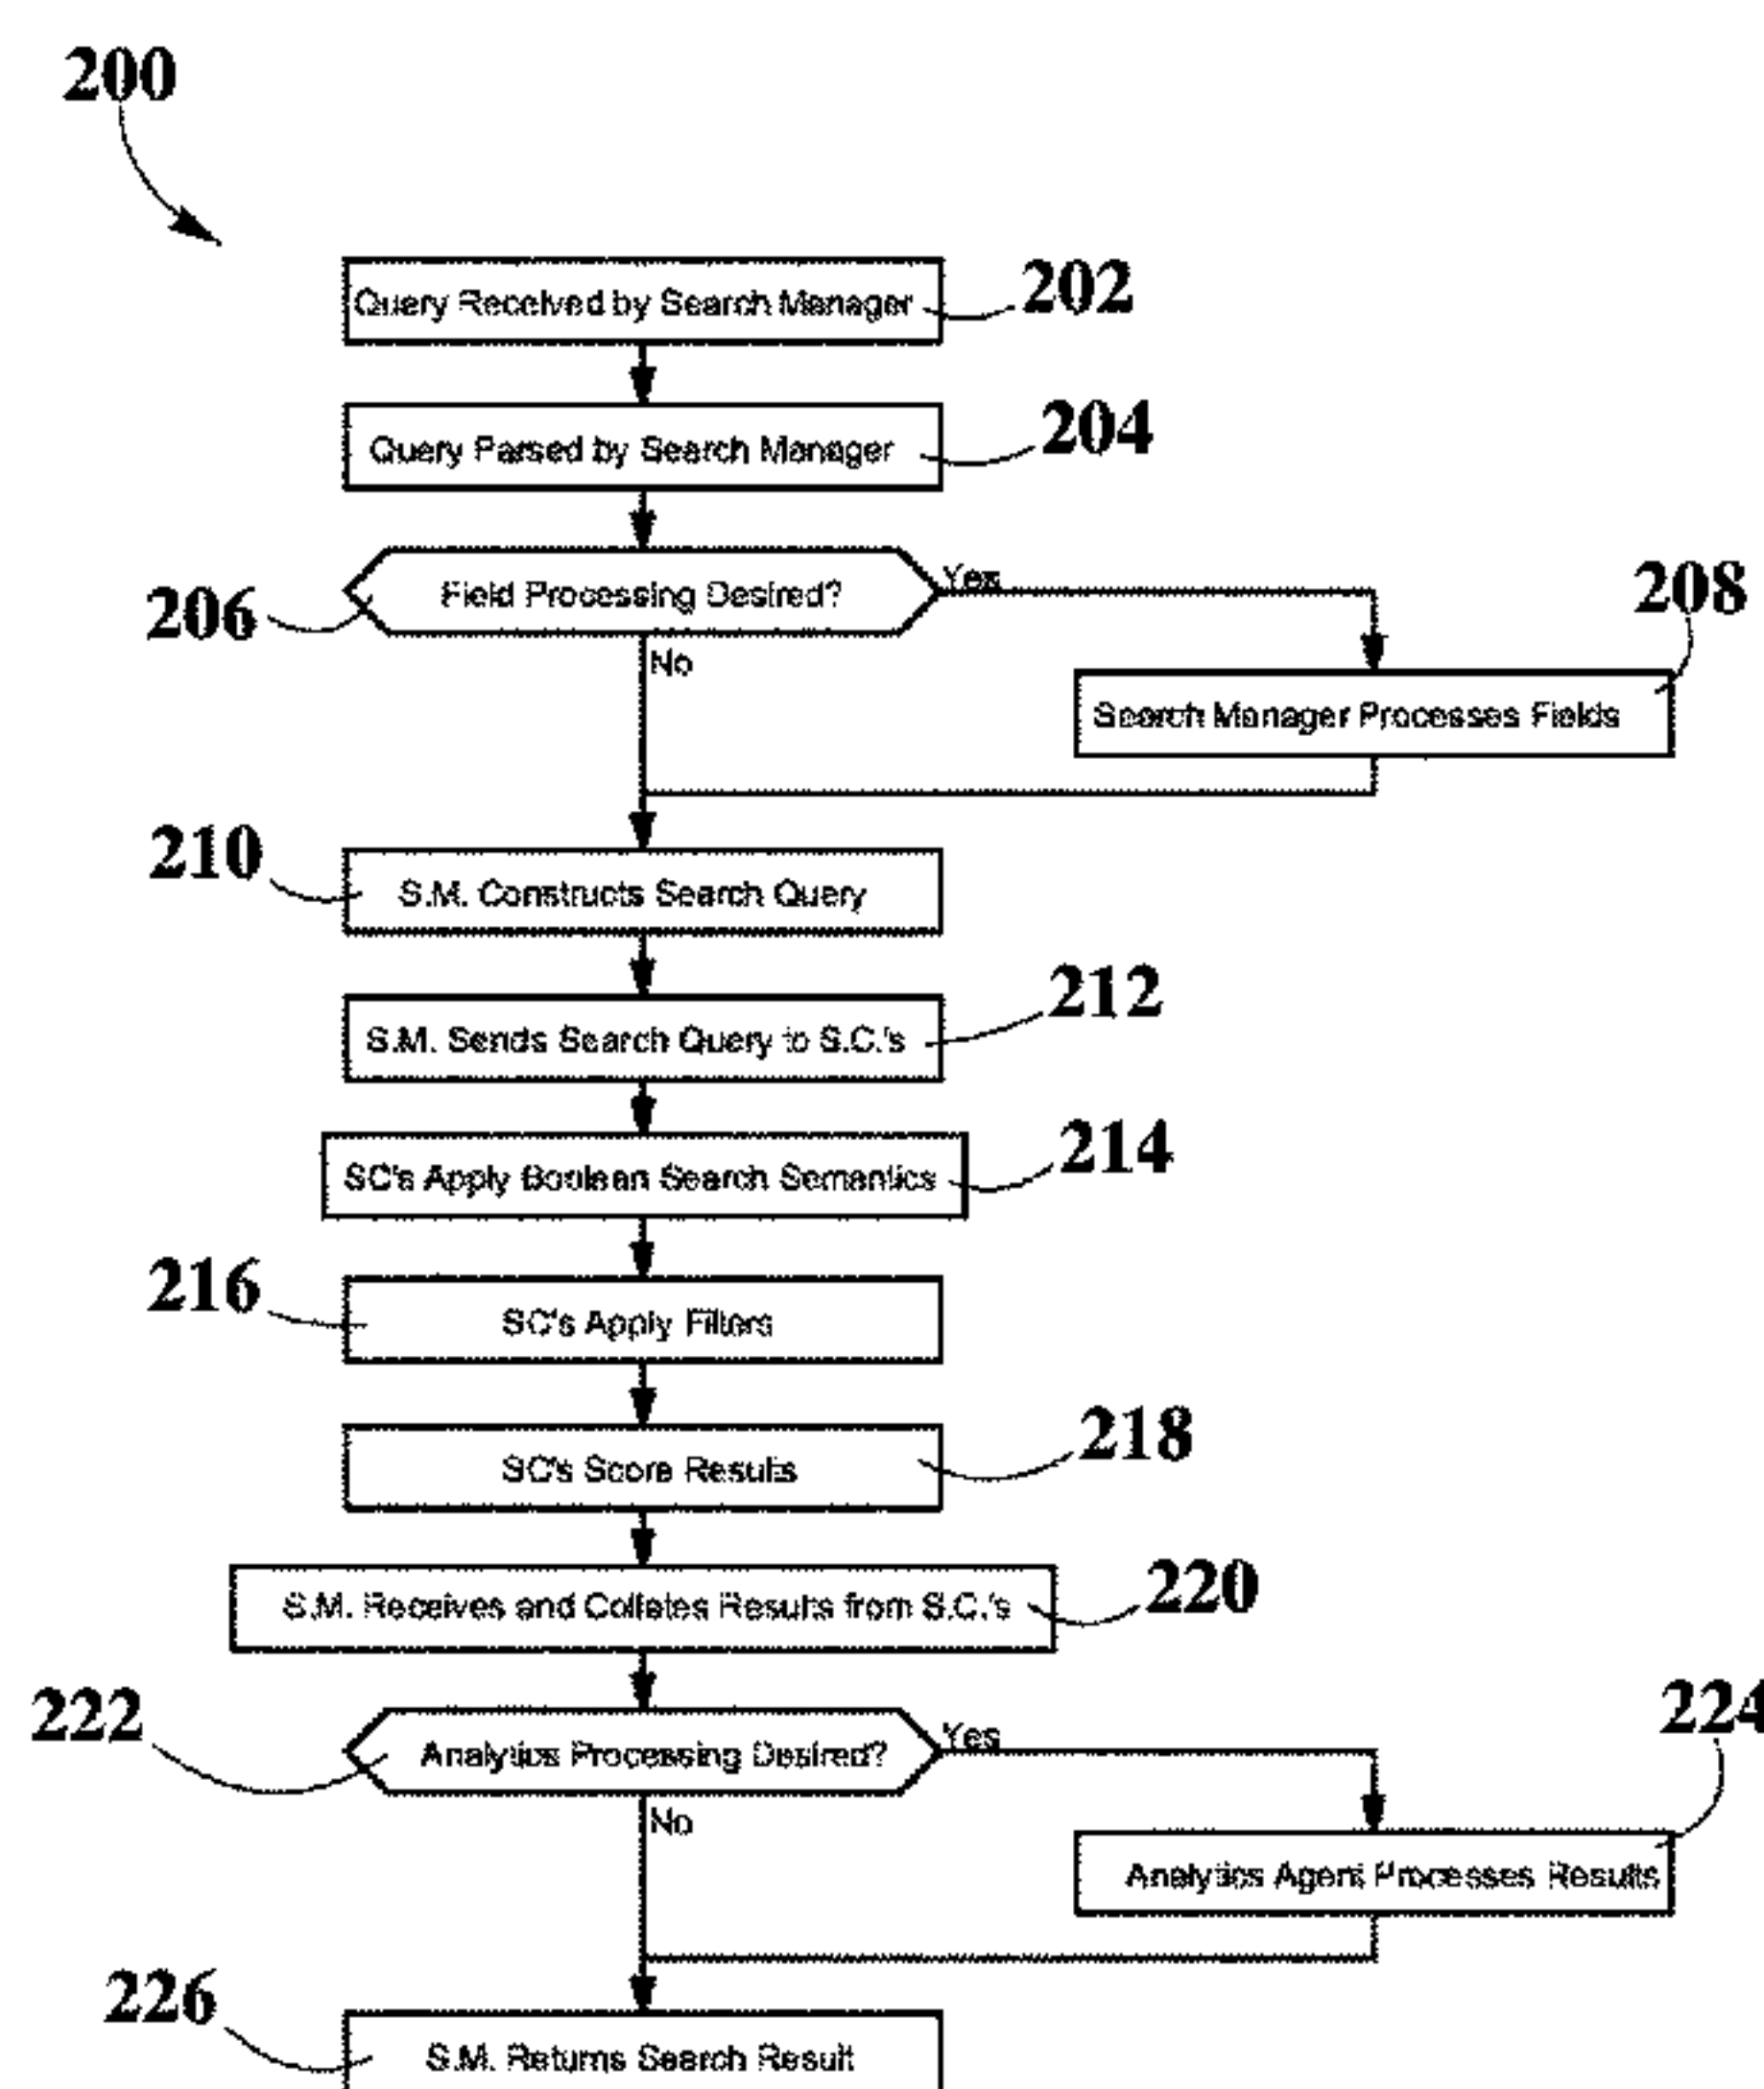 200
Query Received by Search Manager
202
Query Parsed by Search Manager
204
206
Field Processing Desired?
Yes
208
No
Search Manager Processes Fields
210
S.M. Constructs Search Query
212
S.M. Sends Search Query to S.C.'s
214
SC's Apply Boolean Search Semantics
216
SC's Apply Filters
218
SC's Score Results
220
S.M. Receives and Collates Results from S.C.'s
222
Analytics Processing Desired?
Yes
224
No
Analytics Agent Processes Results
226
S.M. Returns Search Result